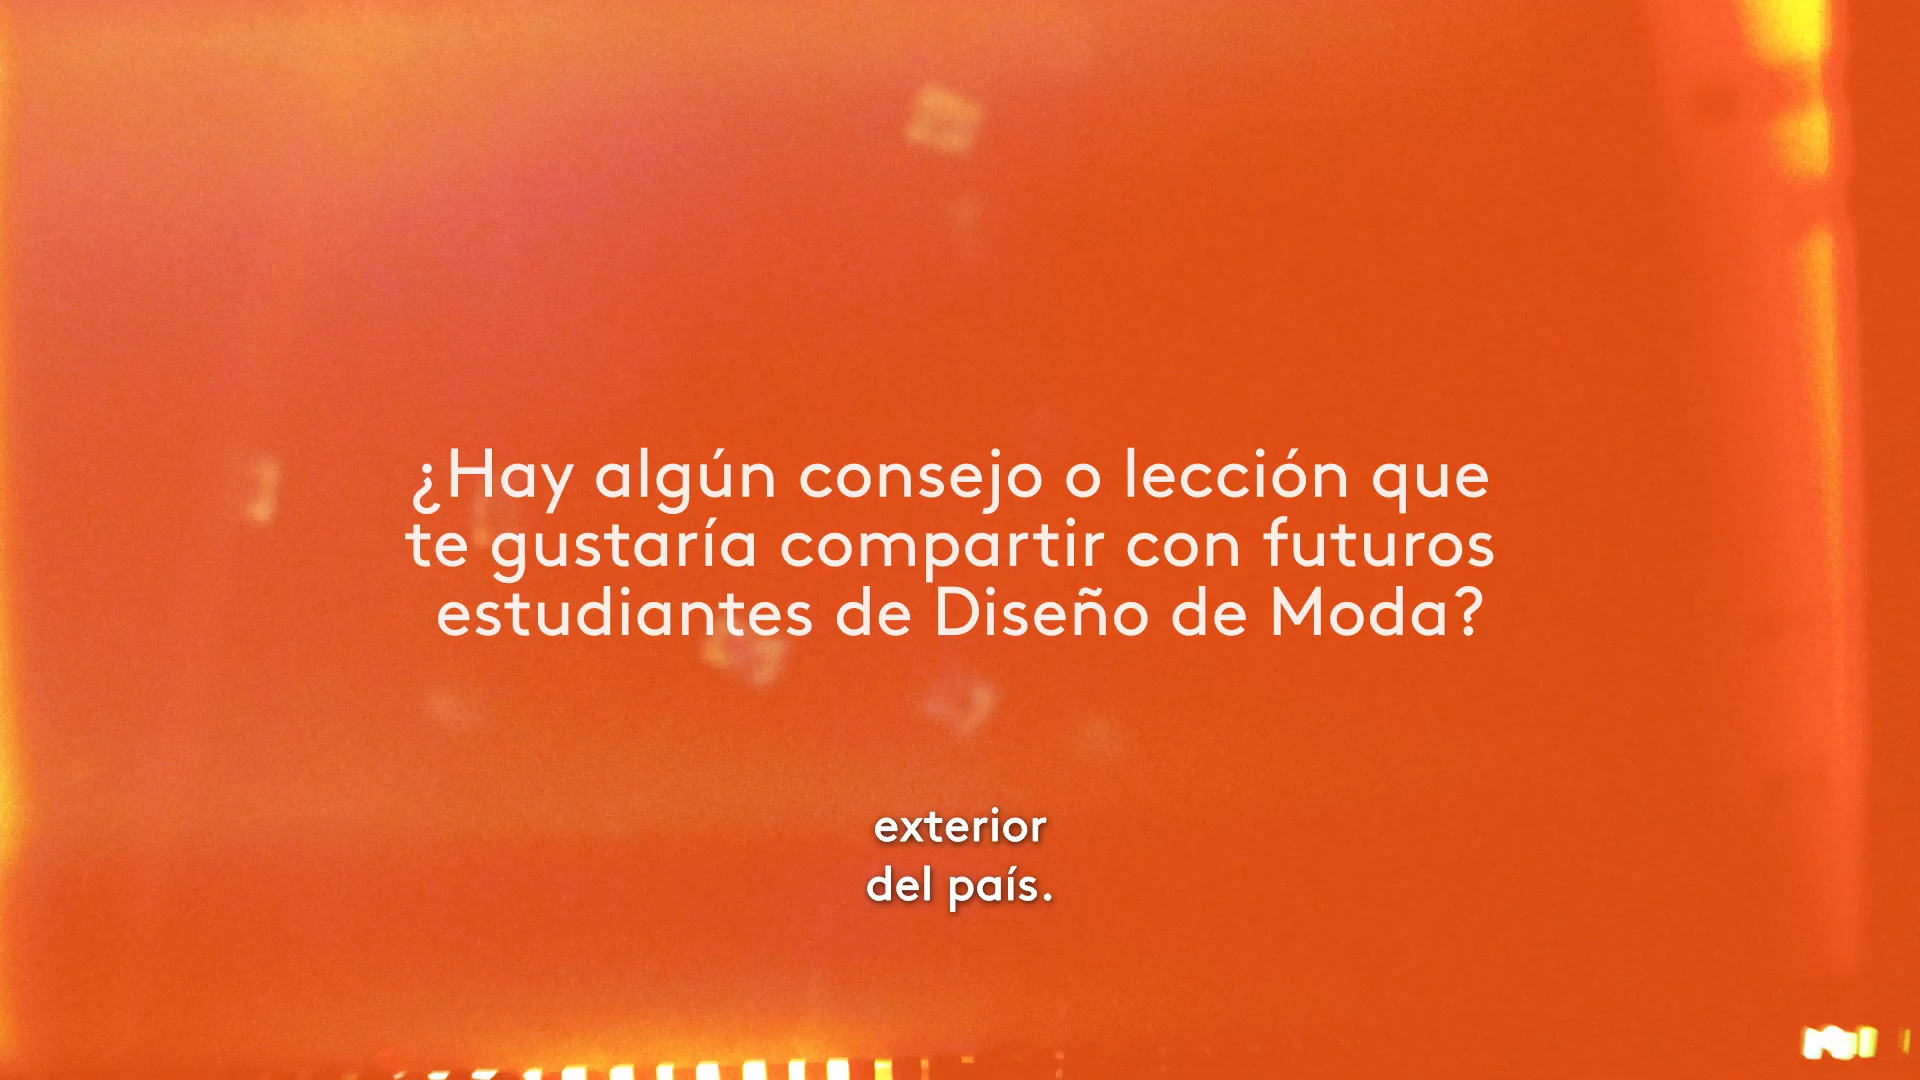 ¿Hay algún consejo o lección que
te gustaría compartir con futuros
estudiantes de Diseño de Moda?
exterior
del país.